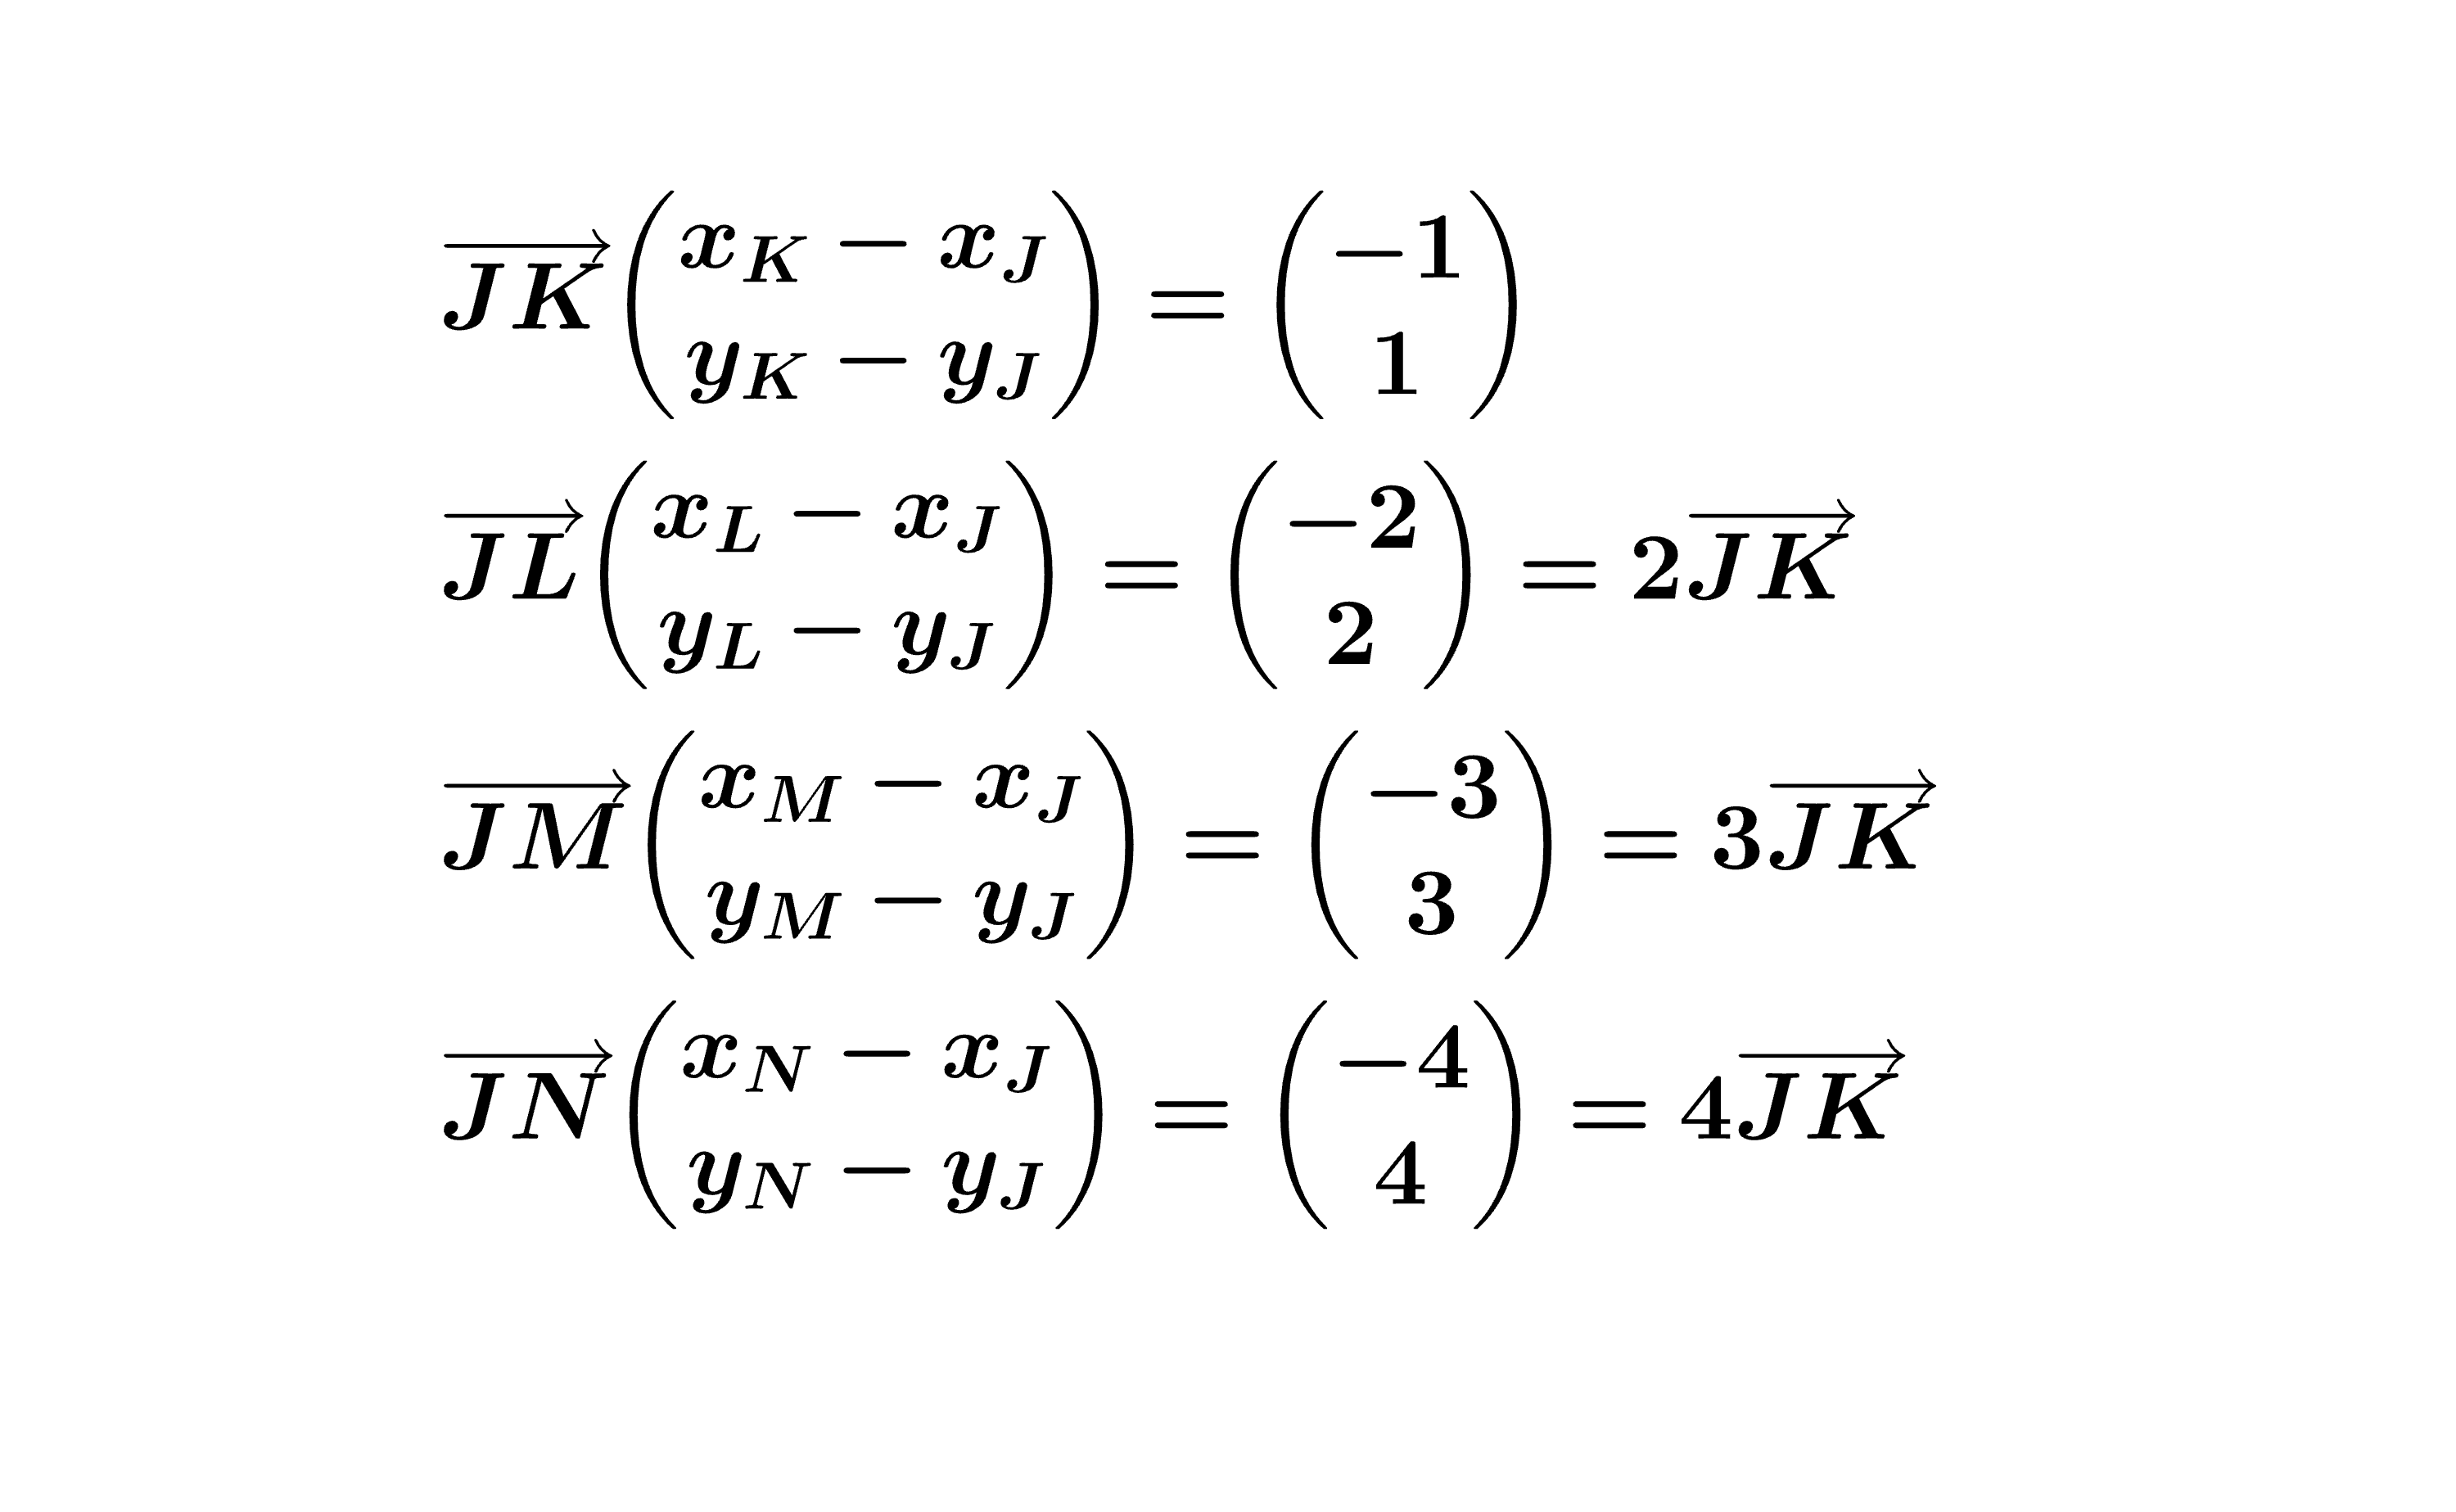 $\overrightarrow{JK}\begin{pmatrix} x_K - x_J \\ y_K - y_J \end{pmatrix} = \begin{pmatrix} -1 \\ 1 \end{pmatrix}$
$\overrightarrow{JL}\begin{pmatrix} x_L - x_J \\ y_L - y_J \end{pmatrix} = \begin{pmatrix} -2 \\ 2 \end{pmatrix} = 2\overrightarrow{JK}$
$\overrightarrow{JM}\begin{pmatrix} x_M - x_J \\ y_M - y_J \end{pmatrix} = \begin{pmatrix} -3 \\ 3 \end{pmatrix} = 3\overrightarrow{JK}$
$\overrightarrow{JN}\begin{pmatrix} x_N - x_J \\ y_N - y_J \end{pmatrix} = \begin{pmatrix} -4 \\ 4 \end{pmatrix} = 4\overrightarrow{JK}$